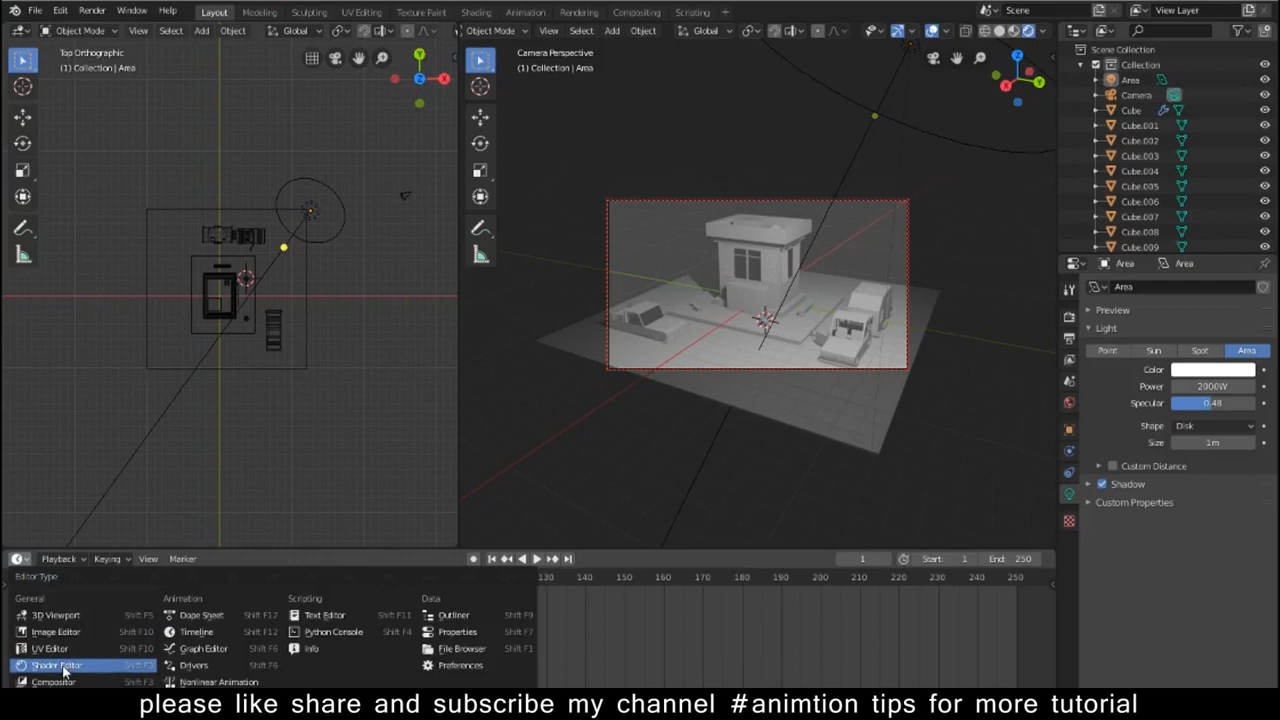 File Edit Render Window Help Layout Modeling Sculpting UV Editing Texture Paint Shading Animation Rendering Compositing Scripting + Scene View Layer
Object Mode View Select Add Object Global Object Mode View Select Add Object Global
Top Orthographic
(1) Collection | Area
Camera Perspective
(1) Collection | Area
Y
X
Z
Z
Y
X
Scene Collection
Collection
Area
Camera
Cube
Cube.001
Cube.002
Cube.003
Cube.004
Cube.005
Cube.006
Cube.007
Cube.008
Cube.009
Area Area
Area
Preview
Light
Point Sun Spot Area
Color
Power 2000W
Specular 0.48
Shape Disk
Size 1m
Custom Distance
Shadow
Custom Properties
Playback Keying View Marker 1 Start: 1 End: 250
130 140 150 160 170 180 190 200 210 220 230 240 250
Editor Type
General Animation Scripting Data
3D Viewport Shift F5 Dope Sheet Shift F12 Text Editor Shift F11 Outliner Shift F9
Image Editor Shift F10 Timeline Shift F12 Python Console Shift F4 Properties Shift F7
UV Editor Shift F10 Graph Editor Shift F6 Info File Browser Shift F1
Shader Editor Shift F3 Drivers Shift F6 Preferences
Compositor Shift F3 Nonlinear Animation
please like share and subscribe my channel #animtion tips for more tutorial